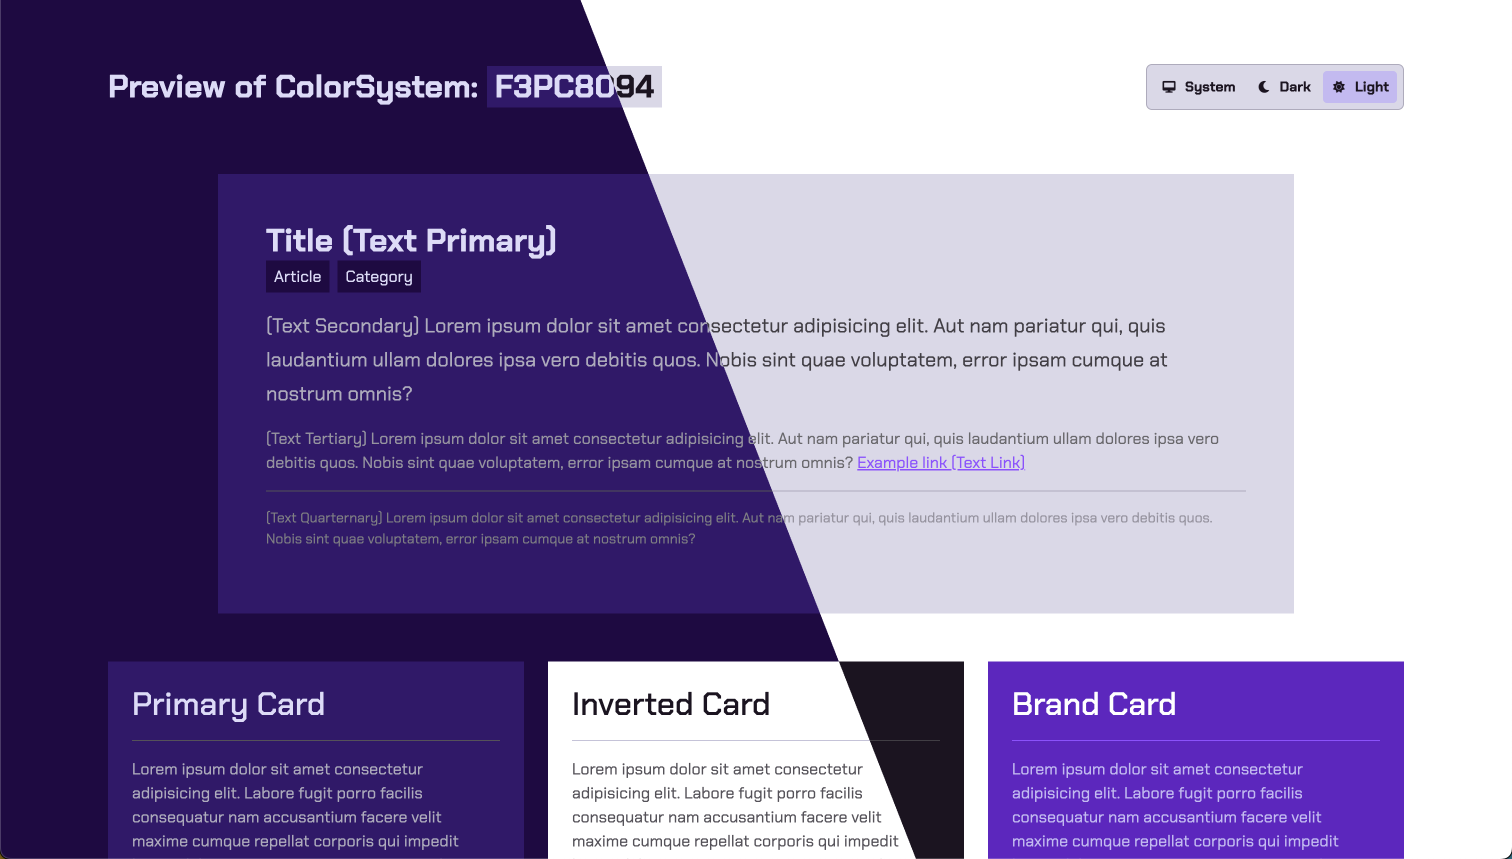 Preview of ColorSystem: F3PC8094
System Dark Light
Title (Text Primary)
Article Category
(Text Secondary) Lorem ipsum dolor sit amet consectetur adipisicing elit. Aut nam pariatur qui, quis
laudantium ullam dolores ipsa vero debitis quos. Nobis sint quae voluptatem, error ipsam cumque at
nostrum omnis?
(Text Tertiary) Lorem ipsum dolor sit amet consectetur adipisicing elit. Aut nam pariatur qui, quis laudantium ullam dolores ipsa vero
debitis quos. Nobis sint quae voluptatem, error ipsam cumque at nostrum omnis? Example link (Text Link)
(Text Quarternary) Lorem ipsum dolor sit amet consectetur adipisicing elit. Aut nam pariatur qui, quis laudantium ullam dolores ipsa vero debitis quos.
Nobis sint quae voluptatem, error ipsam cumque at nostrum omnis?
Primary Card
Lorem ipsum dolor sit amet consectetur
adipisicing elit. Labore fugit porro facilis
consequatur nam accusantium facere velit
maxime cumque repellat corporis qui impedit
Inverted Card
Lorem ipsum dolor sit amet consectetur
adipisicing elit. Labore fugit porro facilis
consequatur nam accusantium facere velit
maxime cumque repellat corporis qui impedit
Brand Card
Lorem ipsum dolor sit amet consectetur
adipisicing elit. Labore fugit porro facilis
consequatur nam accusantium facere velit
maxime cumque repellat corporis qui impedit